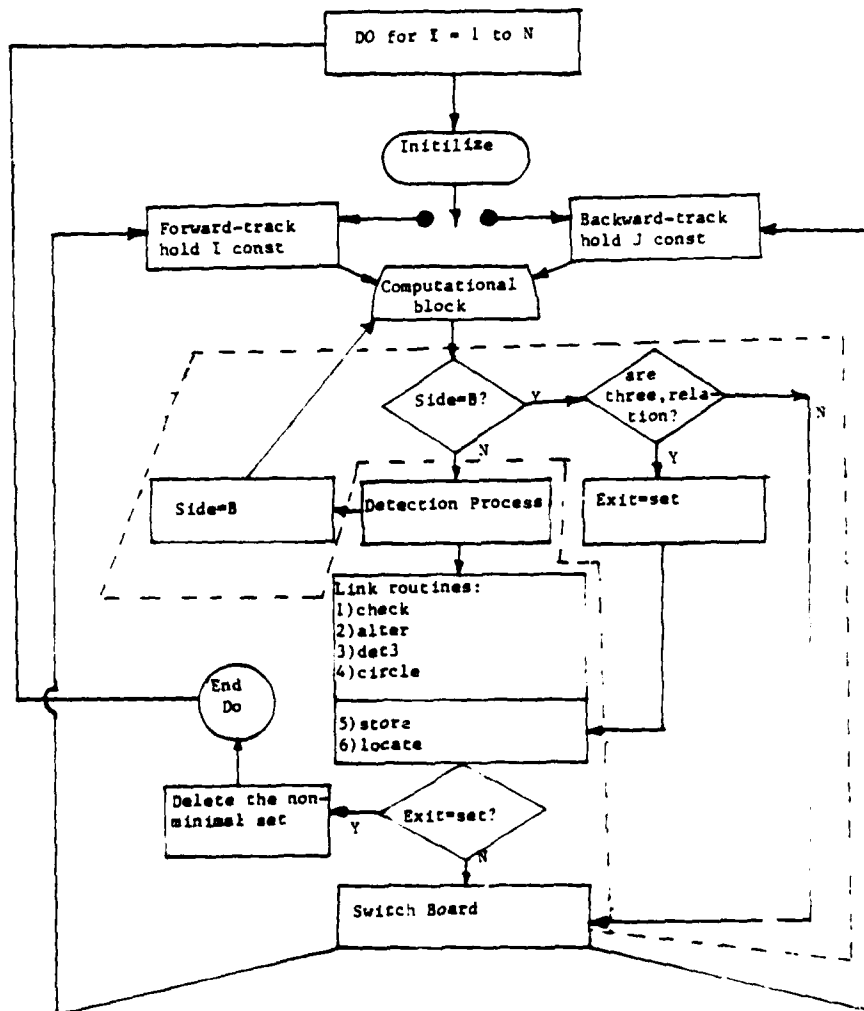 DO for I = 1 to N
Initilize
Forward-track
hold I const
Backward-track
hold J const
Computational
block
Side=B?
Y
are
three,rela-
tion?
N
N
Y
Side=B
Detection Process
Exit=set
Link routines:
1)check
2)alter
3)det3
4)circle
5)store
6)locate
End
Do
Delete the non-
minimal set
Y
Exit=set?
N
Switch Board